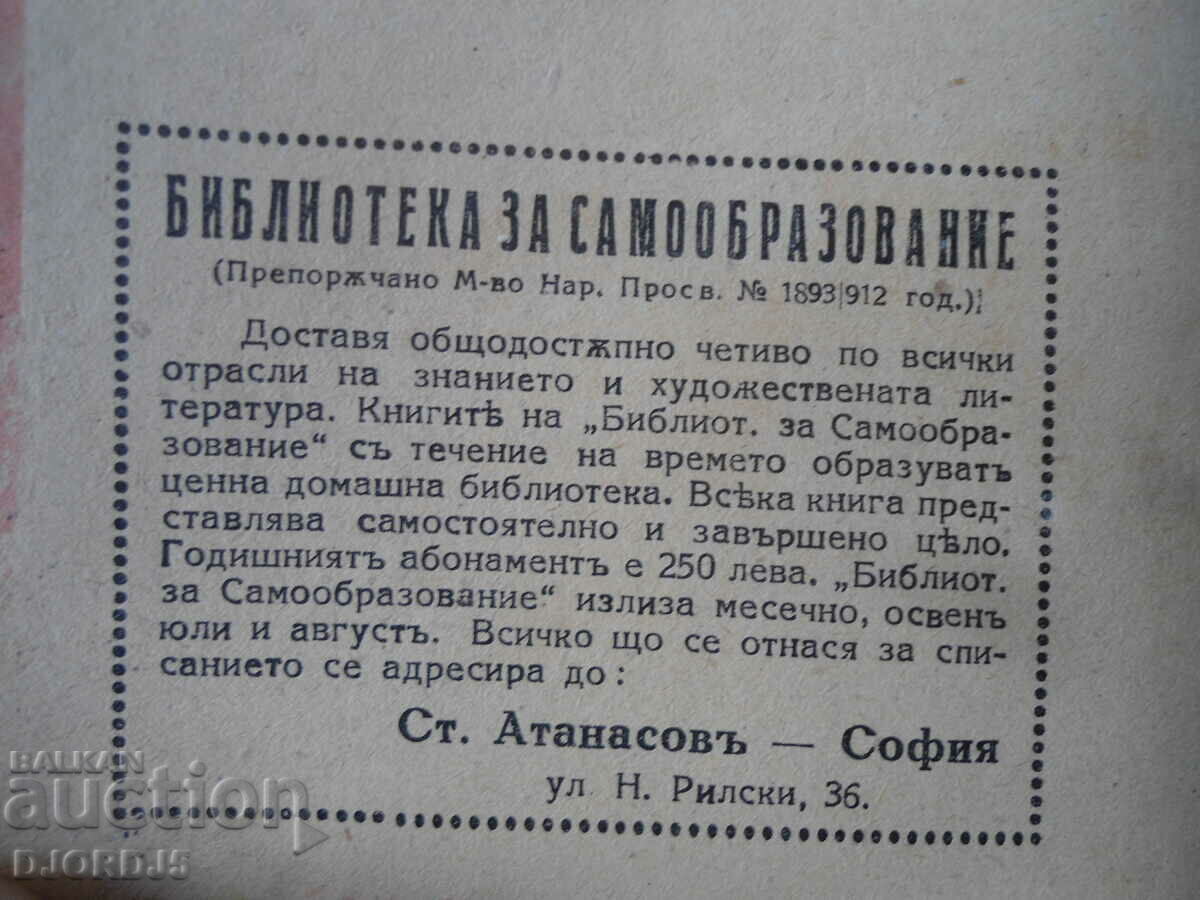 БИБЛИОТЕКА ЗА САМООБРАЗОВАНИЕ
(Препорѫчано М-во Нар. Просв. № 1893|912 год.)
Доставя общодостѫпно четиво по всички
отрасли на знанието и художествената ли-
тература. Книгитѣ на „Библиот. за Самообра-
зование“ съ течение на времето образуватъ
ценна домашна библиотека. Всѣка книга пред-
ставлява самостоятелно и завършено цѣло.
Годишниятъ абонаментъ е 250 лева. „Библиот.
за Самообразование“ излиза месечно, освенъ
юли и августъ. Всичко що се отнася за спи-
санието се адресира до:
Ст. Атанасовъ — София
ул. Н. Рилски, 36.
BALKAN
auction
DJORDJ5